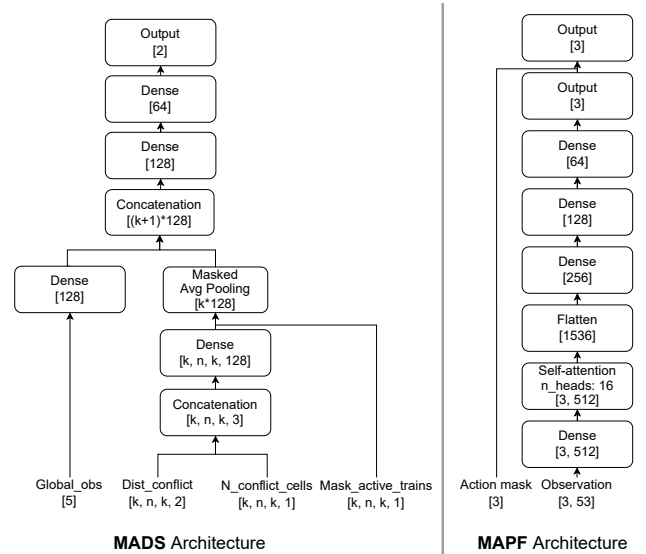 Output
[2]
Dense
[64]
Dense
[128]
Concatenation
[(k+1)*128]
Dense
[128]
Masked
Avg Pooling
[k*128]
Dense
[k, n, k, 128]
Concatenation
[k, n, k, 3]
Global_obs
[5]
Dist_conflict
[k, n, k, 2]
N_conflict_cells
[k, n, k, 1]
Mask_active_trains
[k, n, k, 1]
MADS Architecture
Output
[3]
Output
[3]
Dense
[64]
Dense
[128]
Dense
[256]
Flatten
[1536]
Self-attention
n_heads: 16
[3, 512]
Dense
[3, 512]
Action mask
[3]
Observation
[3, 53]
MAPF Architecture